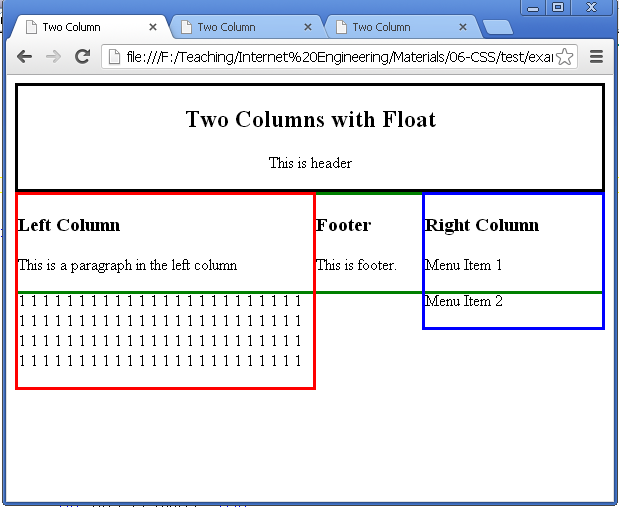 Two Column
Two Column
Two Column
file:///F:/Teaching/Internet%20Engineering/Materials/06-CSS/test/exar
Two Columns with Float
This is header
Left Column
This is a paragraph in the left column
1 1 1 1 1 1 1 1 1 1 1 1 1 1 1 1 1 1 1 1 1 1 1 1
1 1 1 1 1 1 1 1 1 1 1 1 1 1 1 1 1 1 1 1 1 1 1 1
1 1 1 1 1 1 1 1 1 1 1 1 1 1 1 1 1 1 1 1 1 1 1 1
1 1 1 1 1 1 1 1 1 1 1 1 1 1 1 1 1 1 1 1 1 1 1 1
Footer
This is footer.
Right Column
Menu Item 1
Menu Item 2